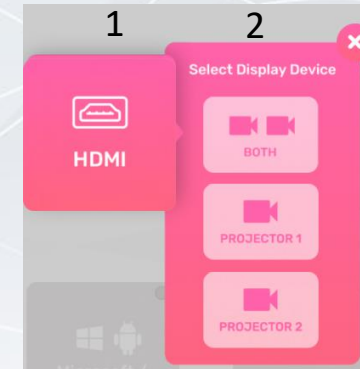 1
2
Select Display Device
HDMI
BOTH
PROJECTOR 1
PROJECTOR 2